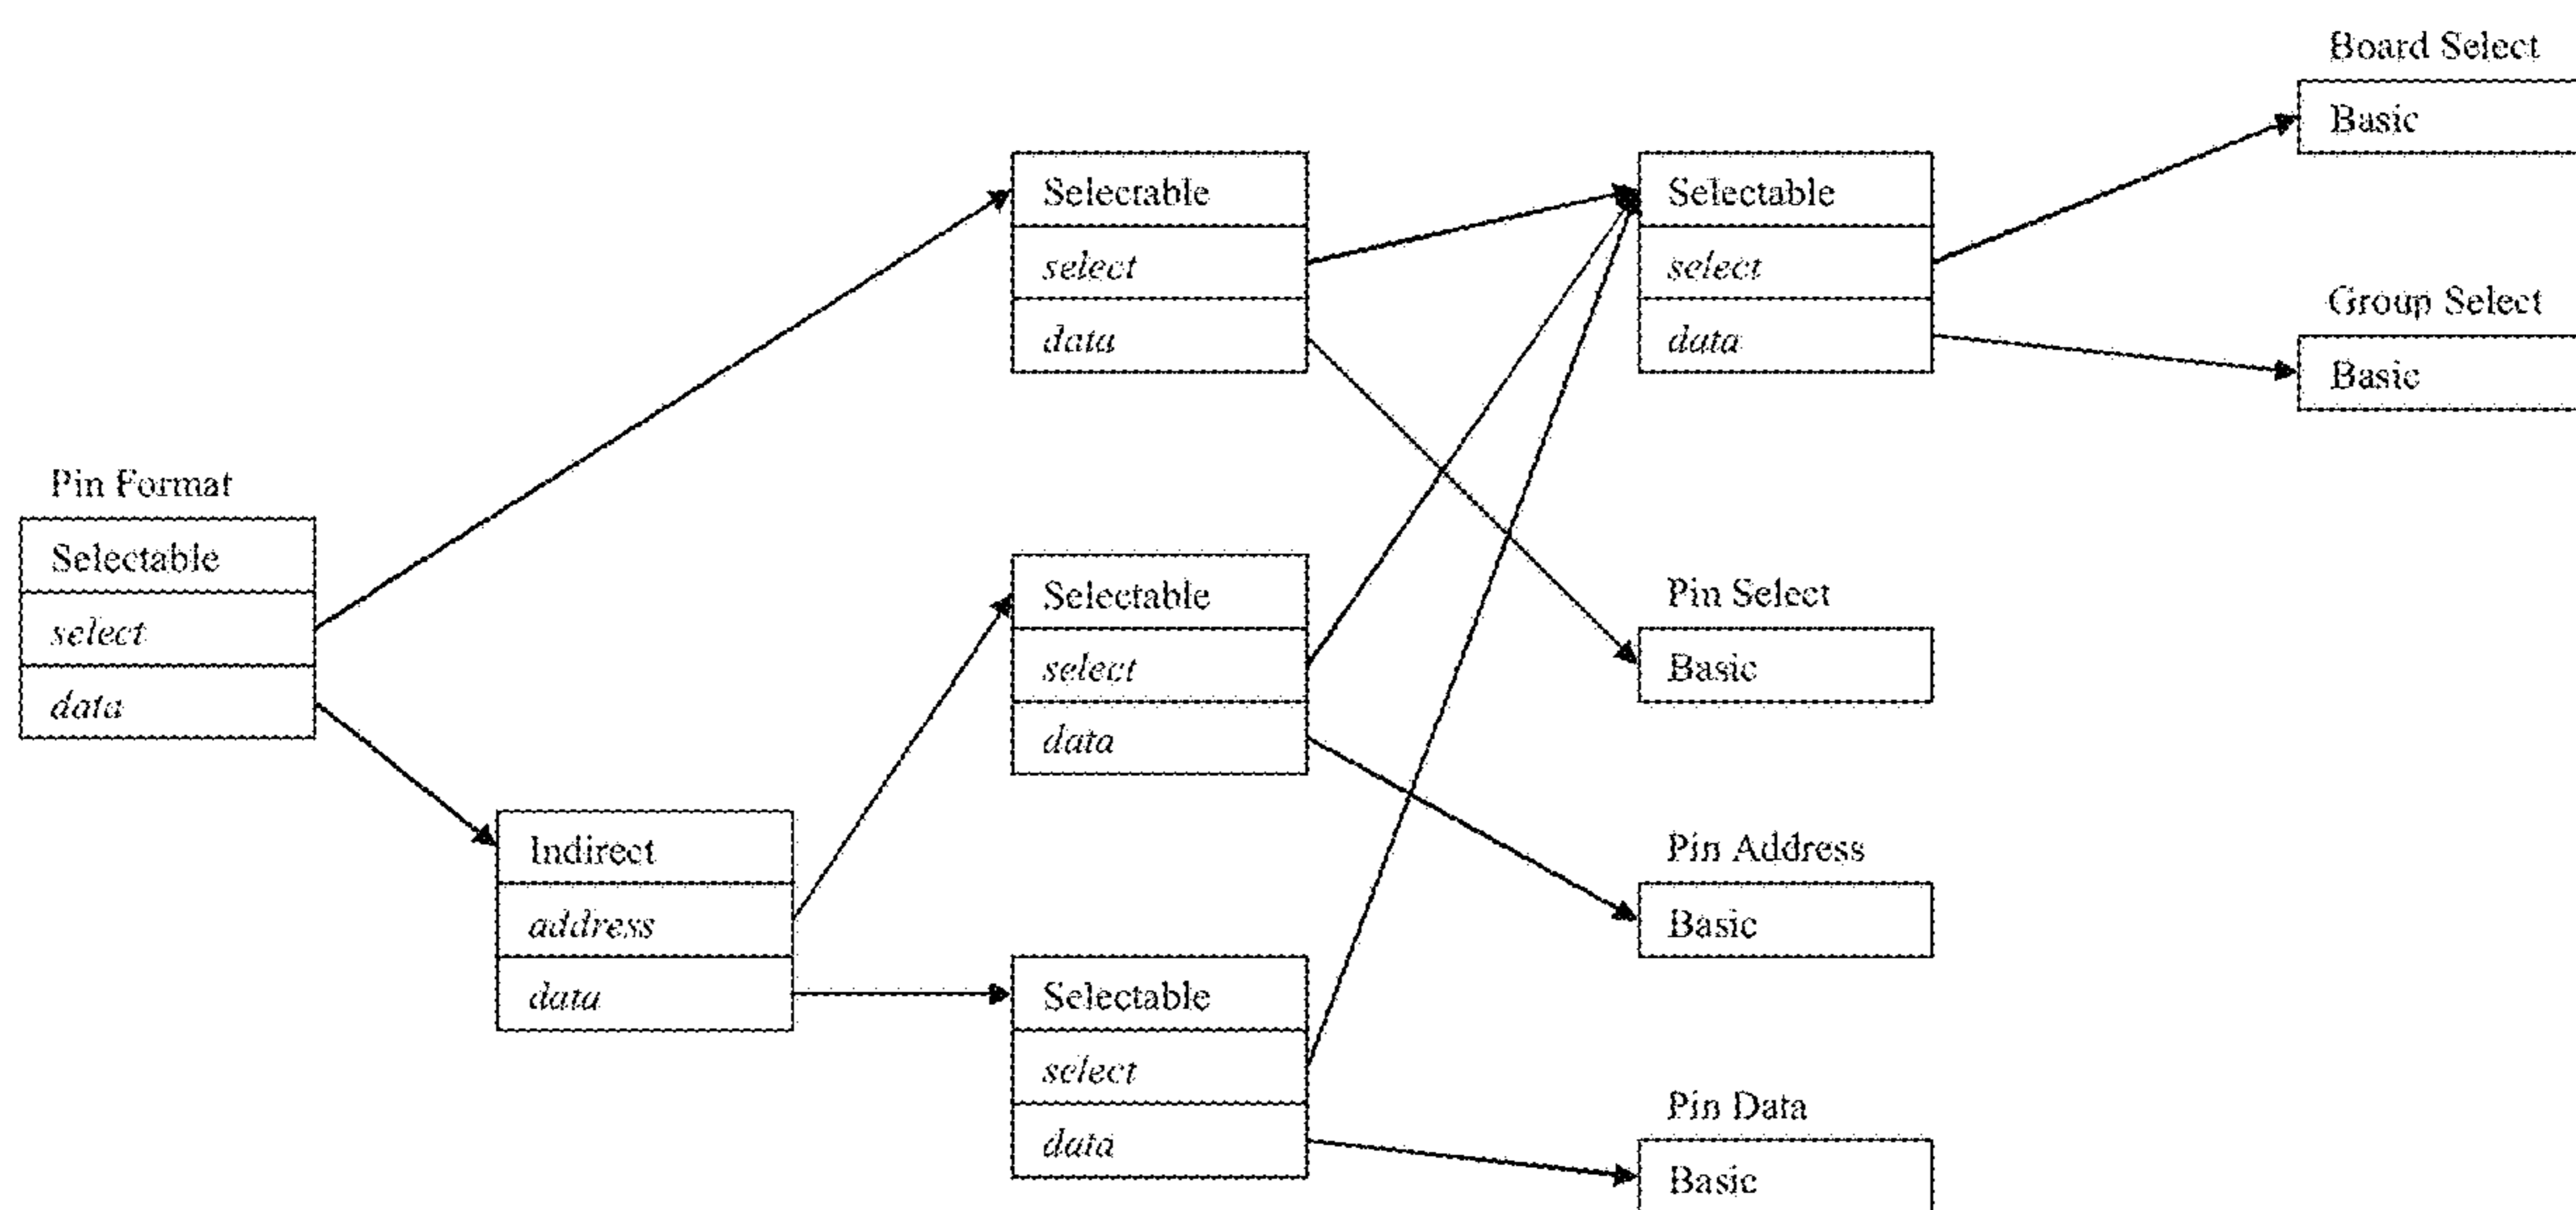 Board Select
Basic
Selectable
select
data
Selectable
select
data
Group Select
Basic
Pin Format
Selectable
select
data
Selectable
select
data
Pin Select
Basic
Indirect
address
data
Pin Address
Basic
Selectable
select
data
Pin Data
Basic